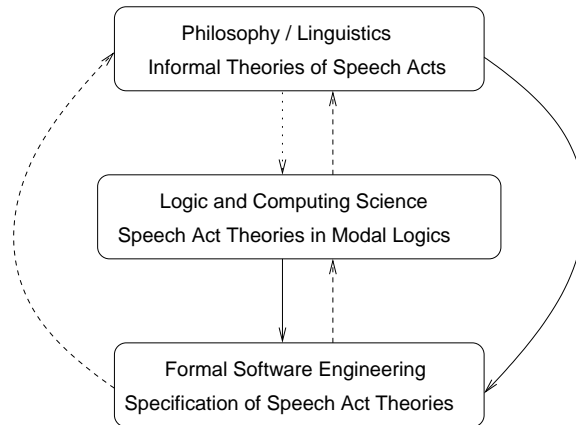 Philosophy / Linguistics
Informal Theories of Speech Acts
Logic and Computing Science
Speech Act Theories in Modal Logics
Formal Software Engineering
Specification of Speech Act Theories